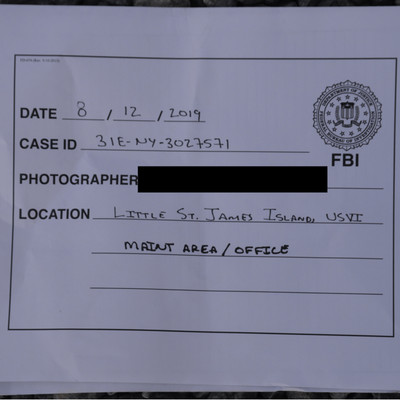 DATE 8 / 12 / 2019
CASE ID 31E-NY-3027571
FBI
PHOTOGRAPHER
LOCATION LITTLE ST. JAMES ISLAND, USVI
MAINT AREA / OFFICE